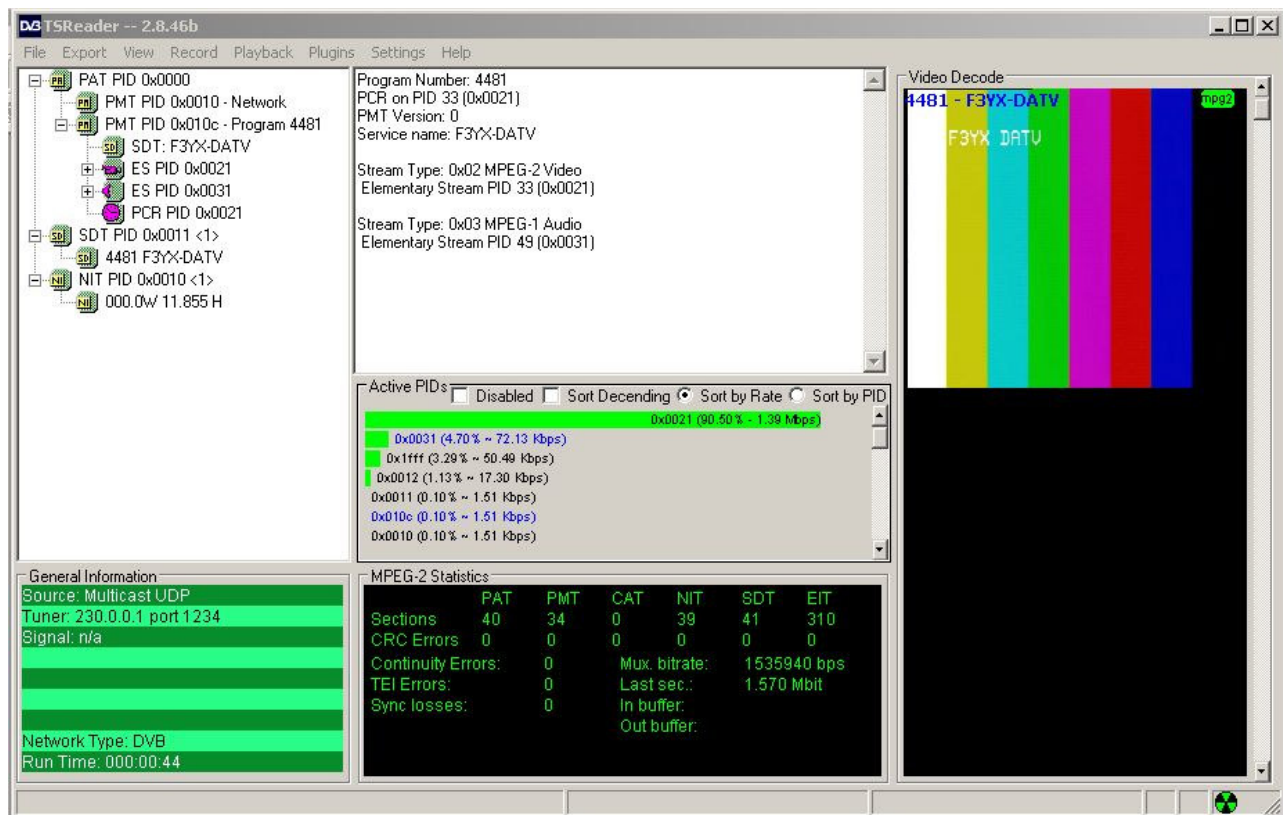 DVB TSReader -- 2.8.46b
File Export View Record Playback Plugins Settings Help
PAT PID 0x0000
PMT PID 0x0010 - Network
PMT PID 0x010c - Program 4481
SDT: F3YX-DATV
ES PID 0x0021
ES PID 0x0031
PCR PID 0x0021
SDT PID 0x0011 <1>
4481 F3YX-DATV
NIT PID 0x0010 <1>
000.0W 11.855 H
Program Number: 4481
PCR on PID 33 (0x0021)
PMT Version: 0
Service name: F3YX-DATV
Stream Type: 0x02 MPEG-2 Video
Elementary Stream PID 33 (0x0021)
Stream Type: 0x03 MPEG-1 Audio
Elementary Stream PID 49 (0x0031)
Active PIDs Disabled Sort Decending Sort by Rate Sort by PID
0x0021 (90.50% - 1.39 Mbps)
0x0031 (4.70% ~ 72.13 Kbps)
0x1fff (3.29% ~ 50.49 Kbps)
0x0012 (1.13% ~ 17.30 Kbps)
0x0011 (0.10% ~ 1.51 Kbps)
0x010c (0.10% ~ 1.51 Kbps)
0x0010 (0.10% ~ 1.51 Kbps)
Video Decode
4481 - F3YX-DATV mpg2
F3YX DATV
General Information
Source: Multicast UDP
Tuner: 230.0.0.1 port 1234
Signal: n/a
Network Type: DVB
Run Time: 000:00:44
MPEG-2 Statistics
PAT PMT CAT NIT SDT EIT
Sections 40 34 0 39 41 310
CRC Errors 0 0 0 0 0 0
Continuity Errors: 0 Mux. bitrate: 1535940 bps
TEI Errors: 0 Last sec.: 1.570 Mbit
Sync losses: 0 In buffer:
Out buffer: